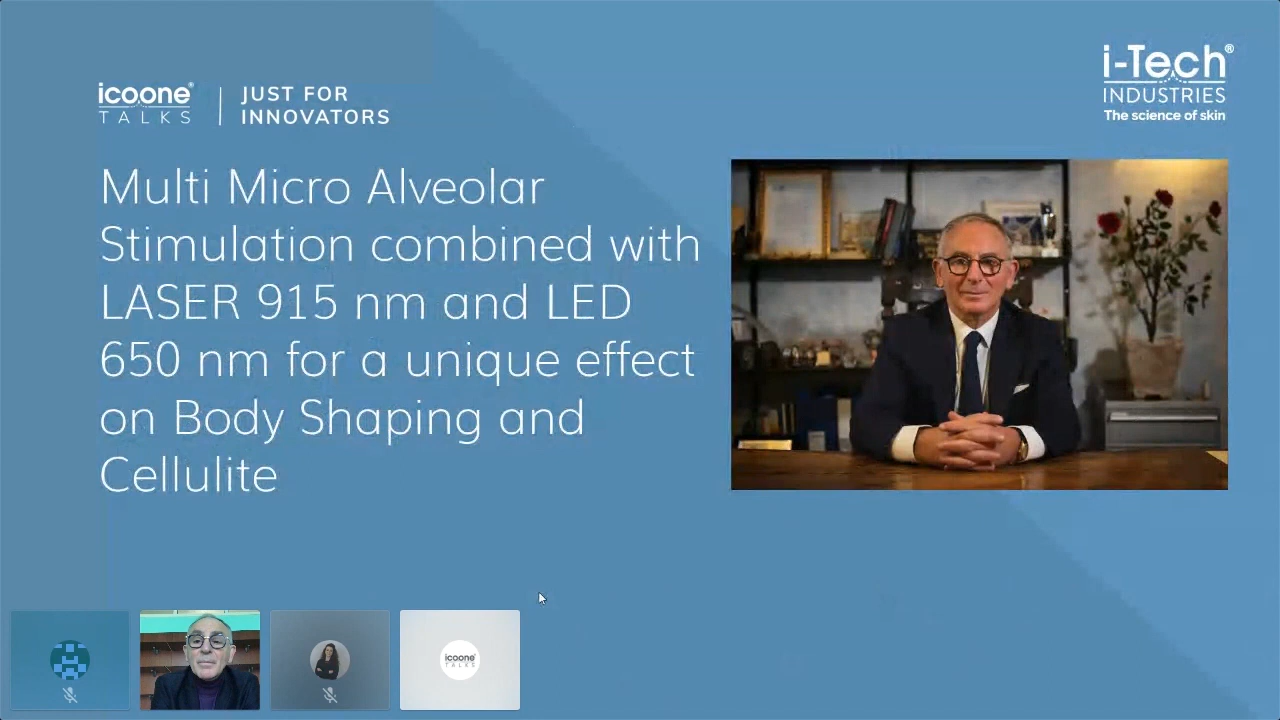 icoone®
TALKS
JUST FOR
INNOVATORS
i-Tech®
INDUSTRIES
The science of skin
Multi Micro Alveolar
Stimulation combined with
LASER 915 nm and LED
650 nm for a unique effect
on Body Shaping and
Cellulite
icoone
TALKS